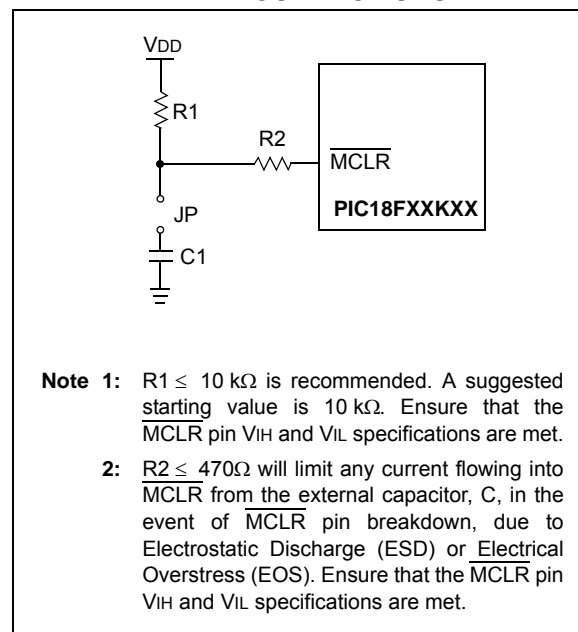 VDD
R1
R2
MCLR
PIC18FXXKXX
JP
C1
Note 1: R1 ≤ 10 kΩ is recommended. A suggested
starting value is 10 kΩ. Ensure that the
MCLR pin VIH and VIL specifications are met.
2: R2 ≤ 470Ω will limit any current flowing into
MCLR from the external capacitor, C, in the
event of MCLR pin breakdown, due to
Electrostatic Discharge (ESD) or Electrical
Overstress (EOS). Ensure that the MCLR pin
VIH and VIL specifications are met.